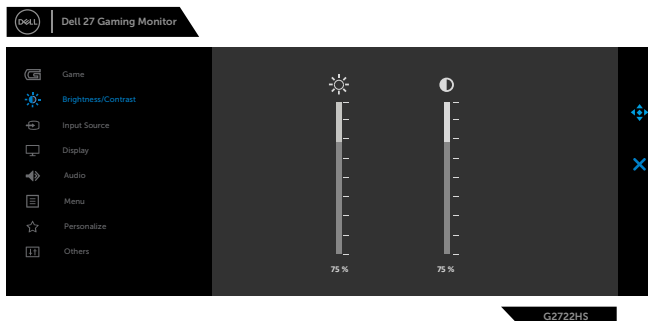 DELL
Dell 27 Gaming Monitor
Game
Brightness/Contrast
Input Source
Display
Audio
Menu
Personalize
Others
75 %
75 %
G2722HS